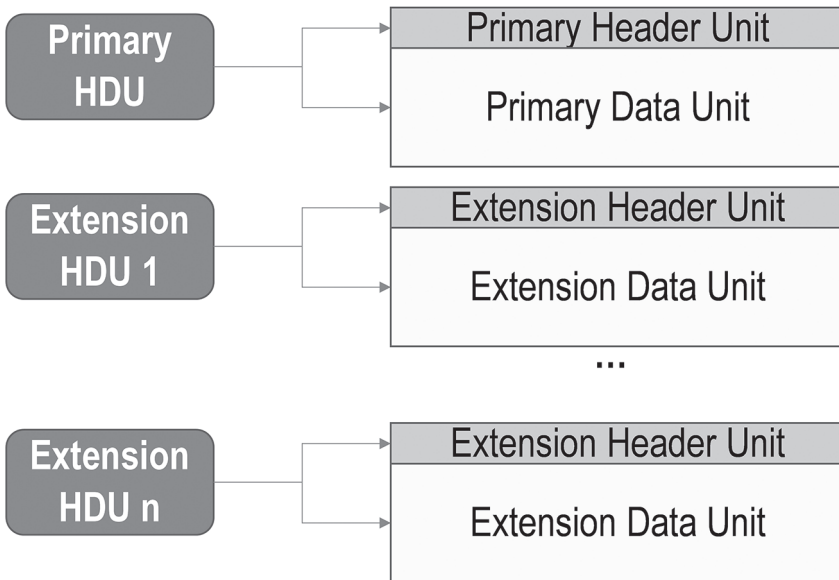 Primary
HDU
Primary Header Unit
Primary Data Unit
Extension
HDU 1
Extension Header Unit
Extension Data Unit
...
Extension
HDU n
Extension Header Unit
Extension Data Unit